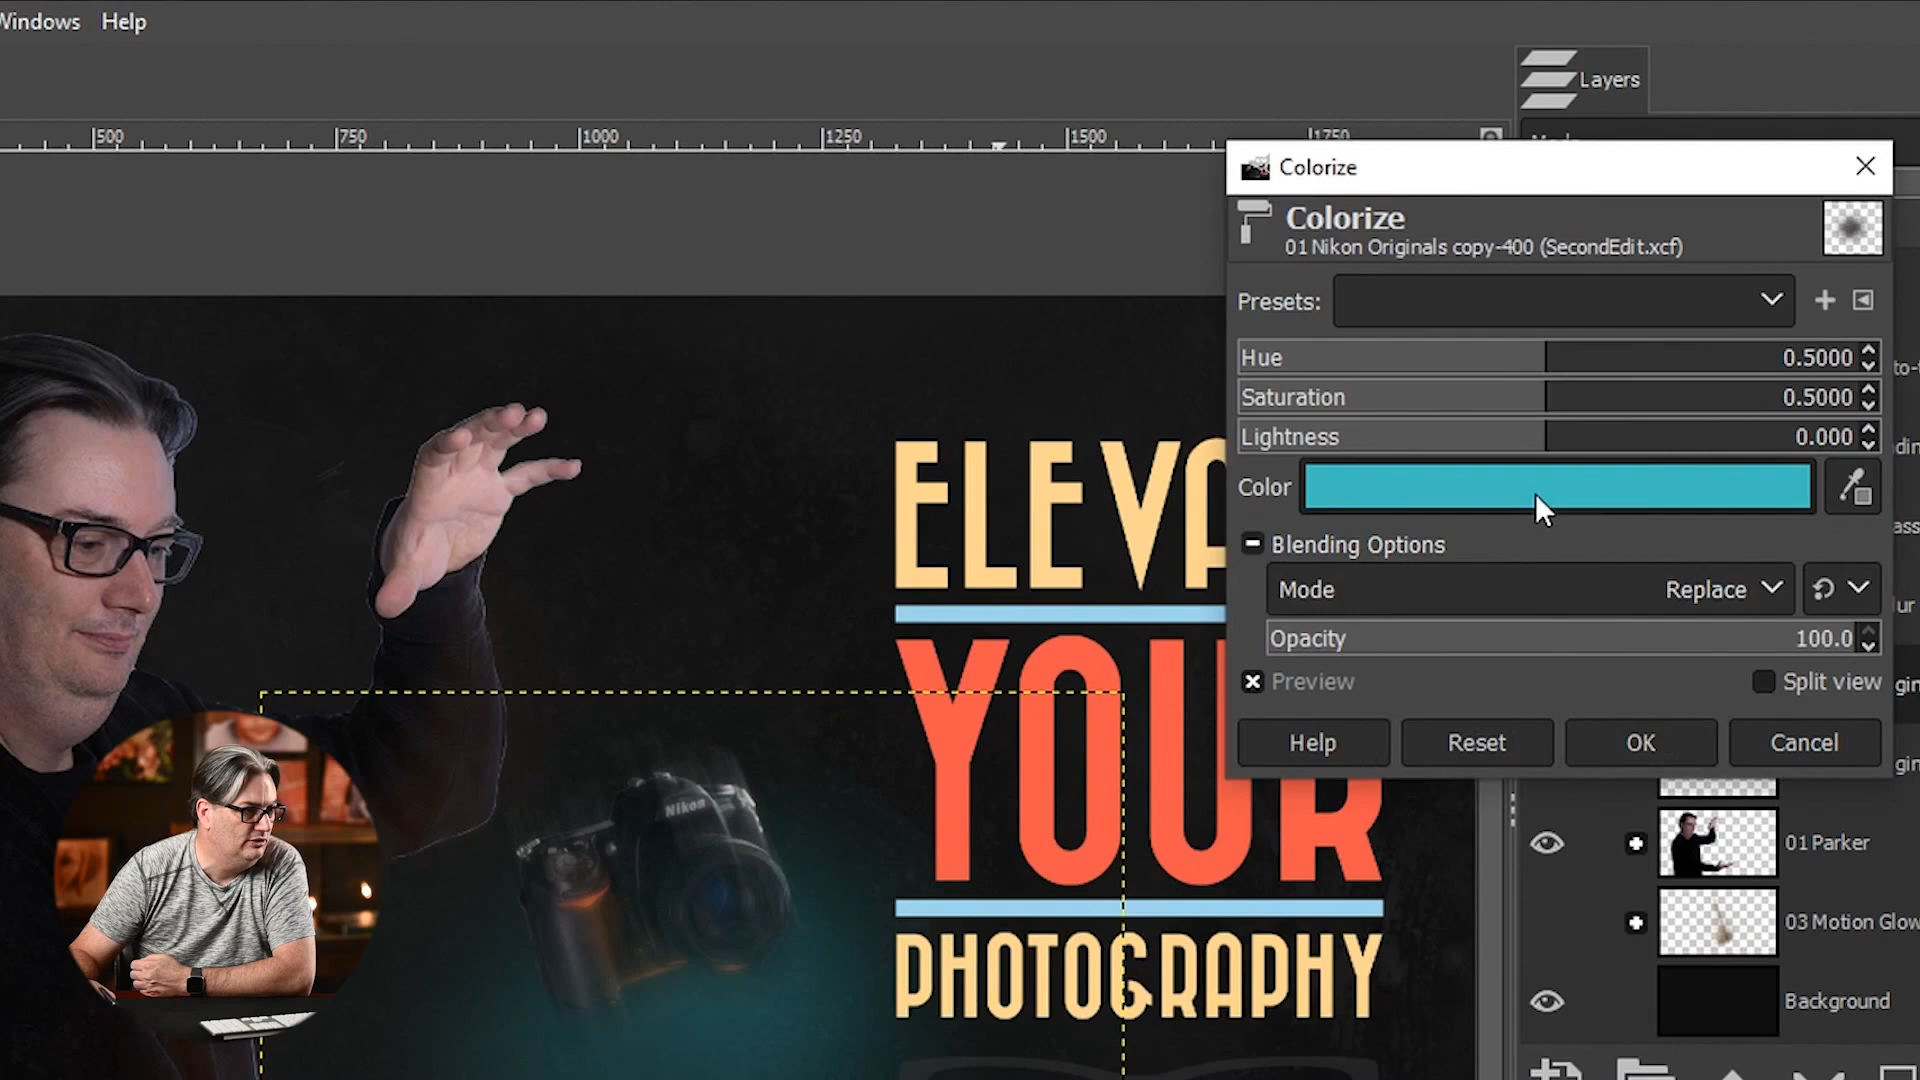 Windows Help
Layers
500 750 1000 1250 1500 1750
Colorize
Colorize
01 Nikon Originals copy-400 (SecondEdit.xcf)
Presets:
Hue 0.5000
Saturation 0.5000
Lightness 0.000
Color
Blending Options
Mode Replace
Opacity 100.0
Preview Split view
Help Reset OK Cancel
ELEVA
YOUR
PHOTOGRAPHY
Nikon
01 Parker
03 Motion Glow
Background